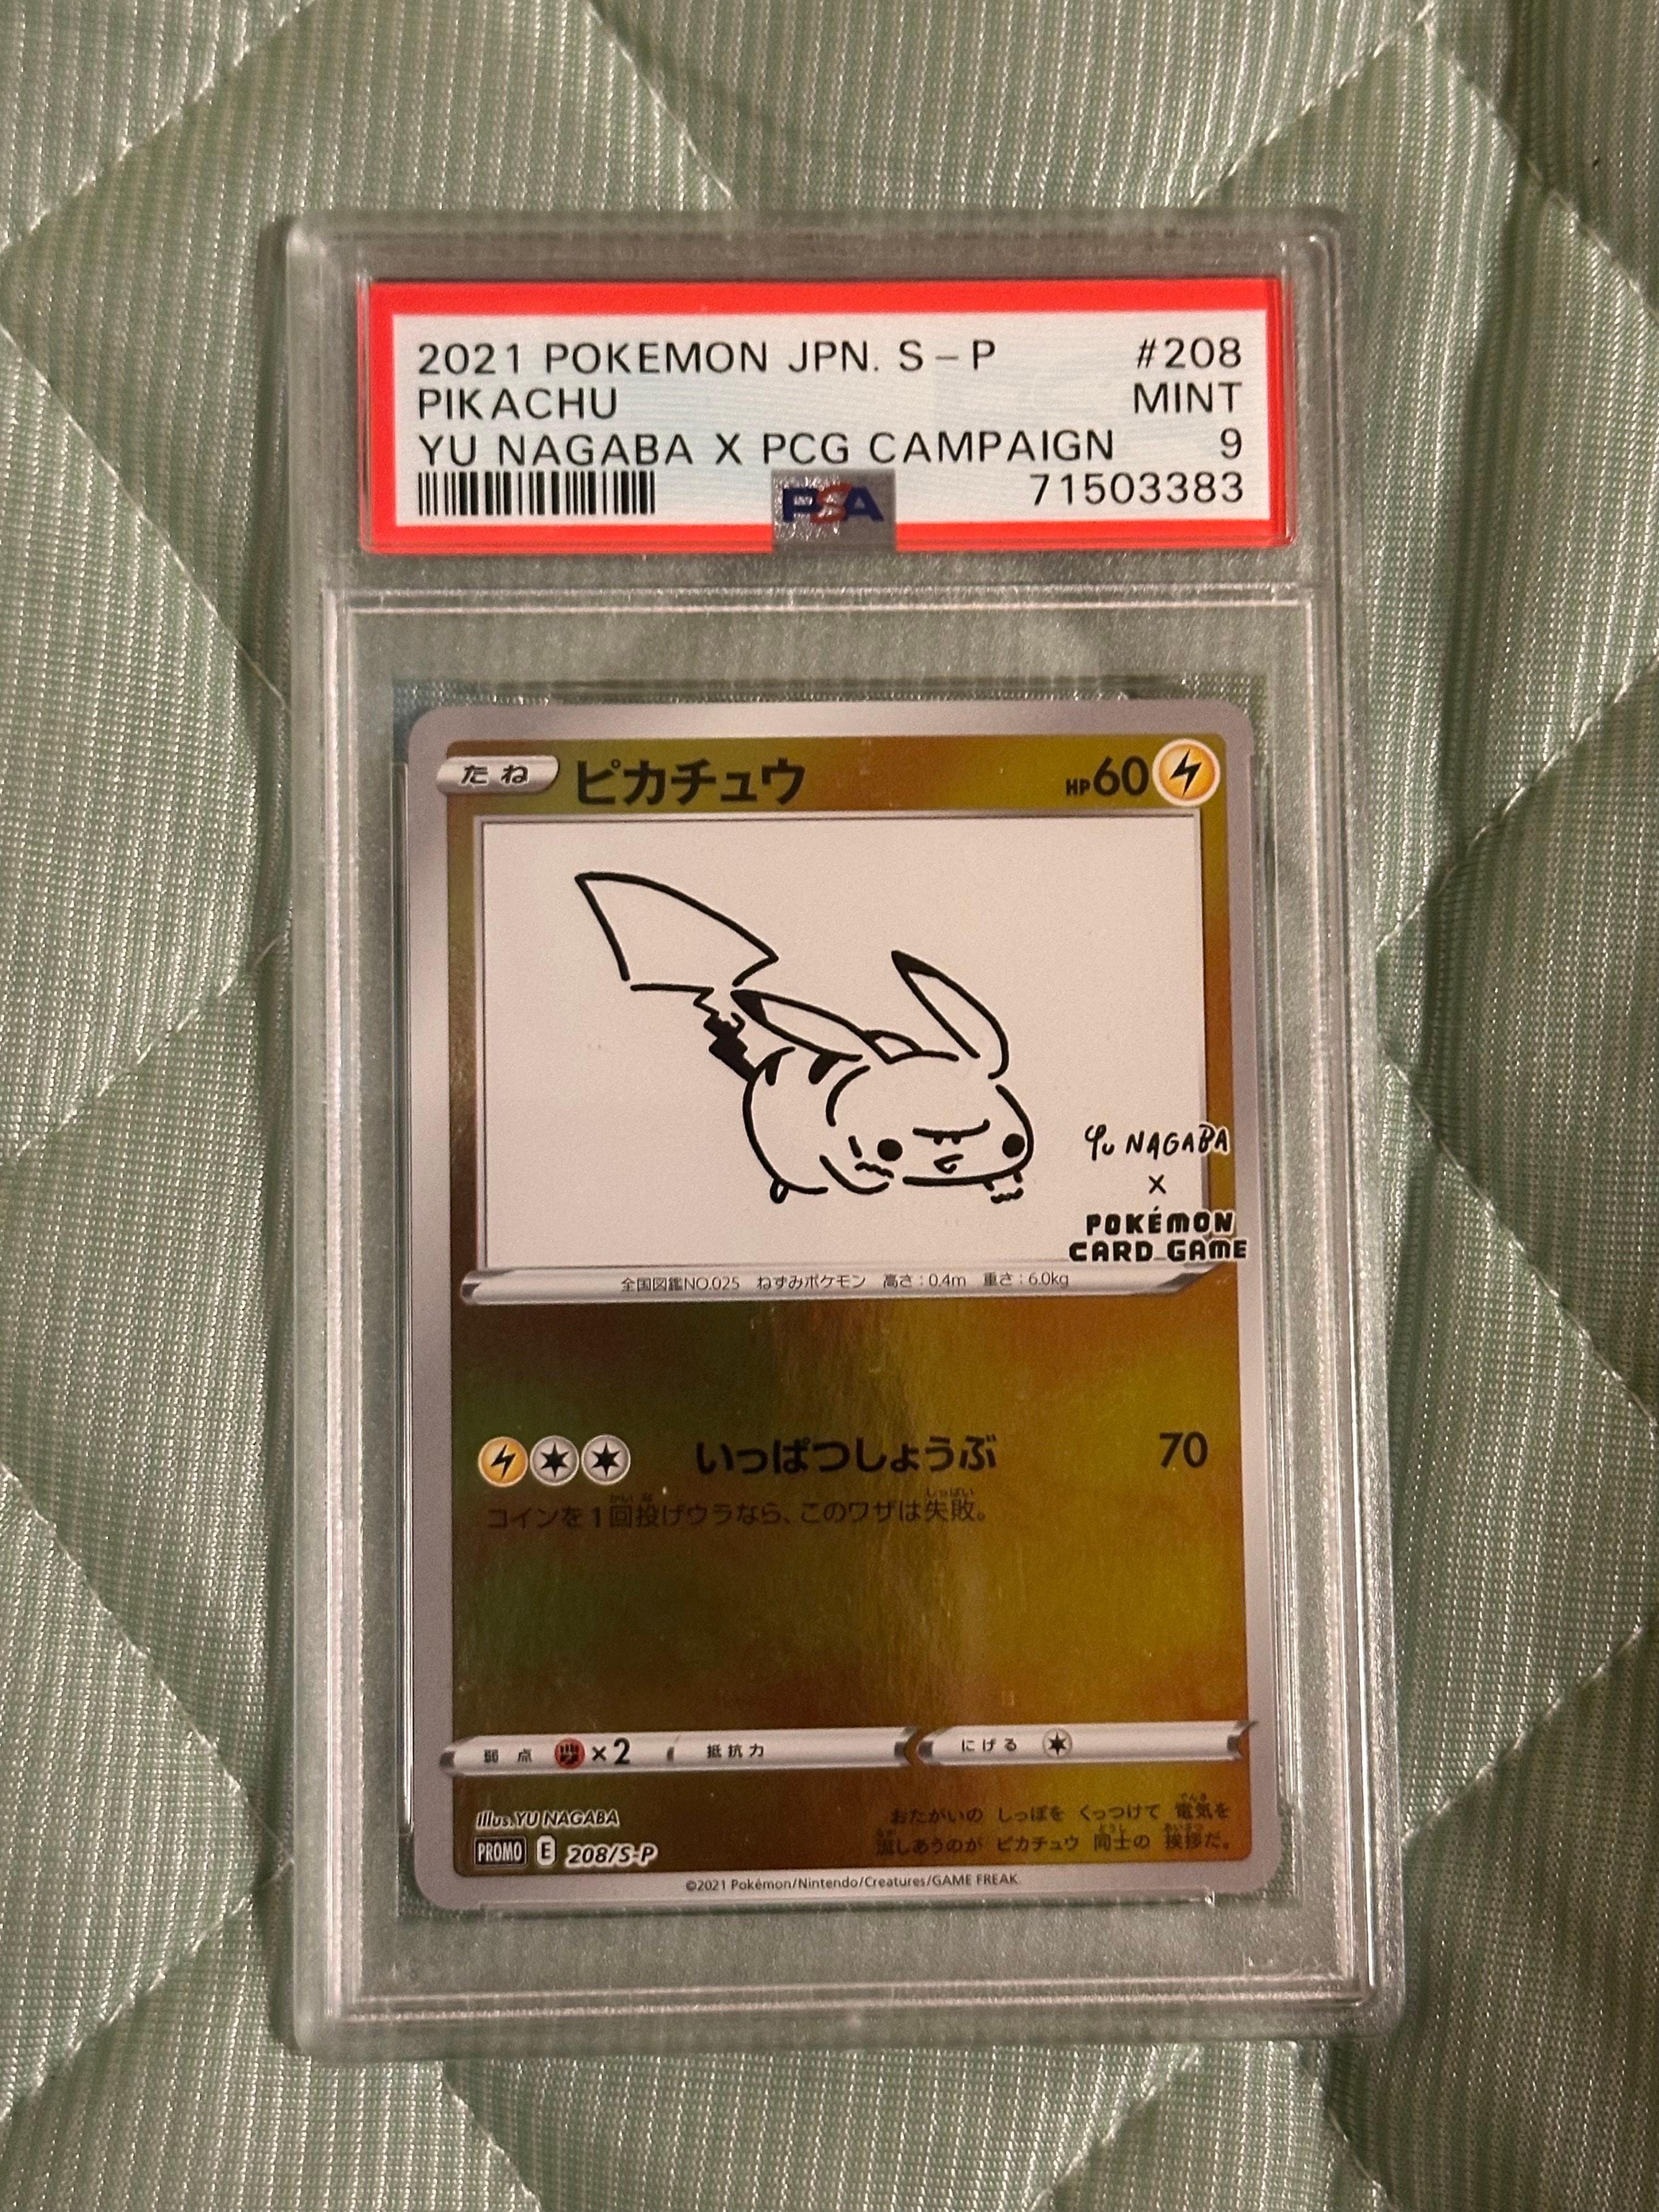 2021 POKEMON JPN. S-P #208
PIKACHU MINT
YU NAGABA X PCG CAMPAIGN 9
PSA 71503383
たね ピカチュウ HP60
YU NAGABA
×
POKÉMON
CARD GAME
全国図鑑NO.025 ねずみポケモン 高さ：0.4m 重さ：6.0kg
いっぱつしょうぶ 70
コインを1回投げウラなら、このワザは失敗。
弱点 ×2 抵抗力 にげる
illus.YU NAGABA
PROMO E 208/S-P
おたがいの しっぽを くっつけて 電気を
流しあうのが ピカチュウ 同士の 挨拶だ。
©2021 Pokémon/Nintendo/Creatures/GAME FREAK